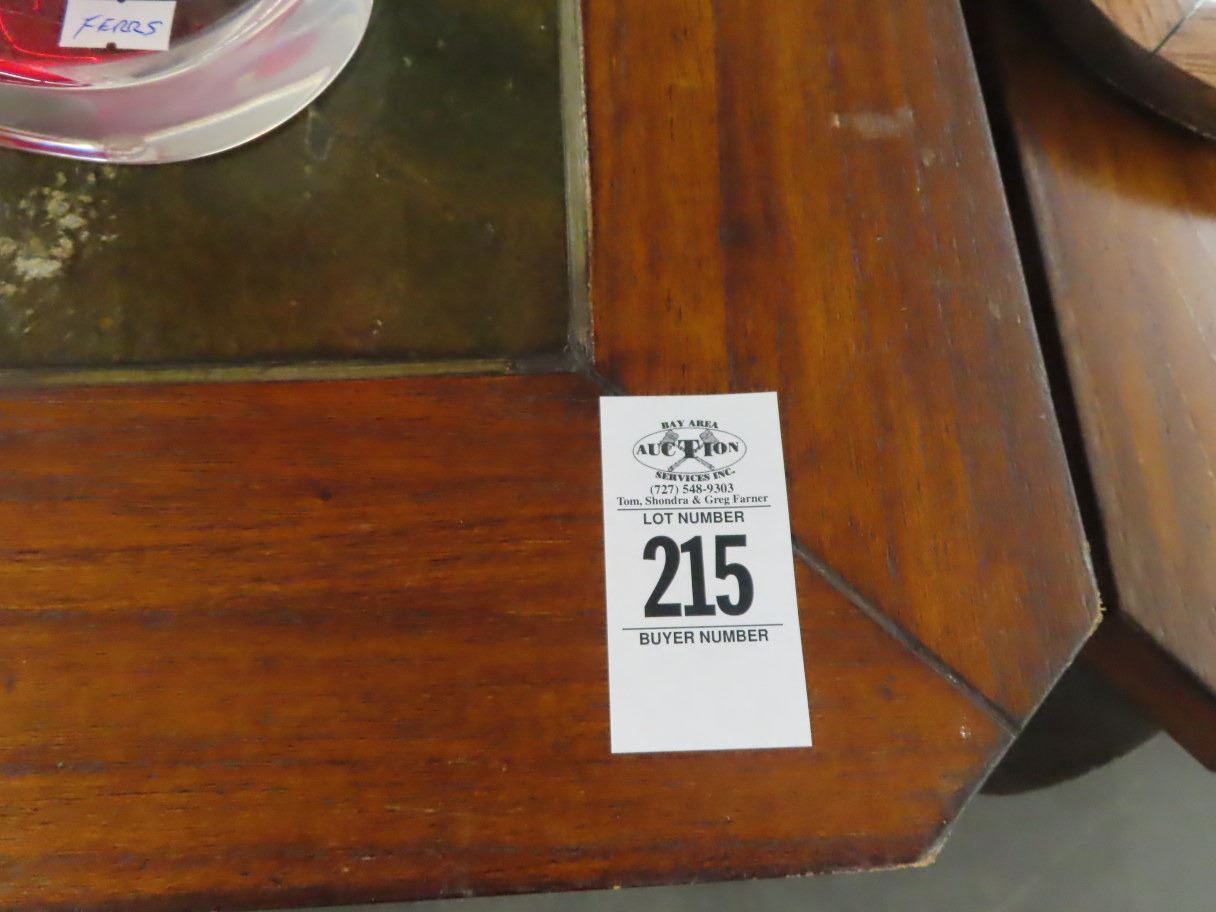 FERRS
BAY AREA
AUCTION
SERVICES INC.
(727) 548-9303
Tom, Shondra & Greg Farner
LOT NUMBER
215
BUYER NUMBER